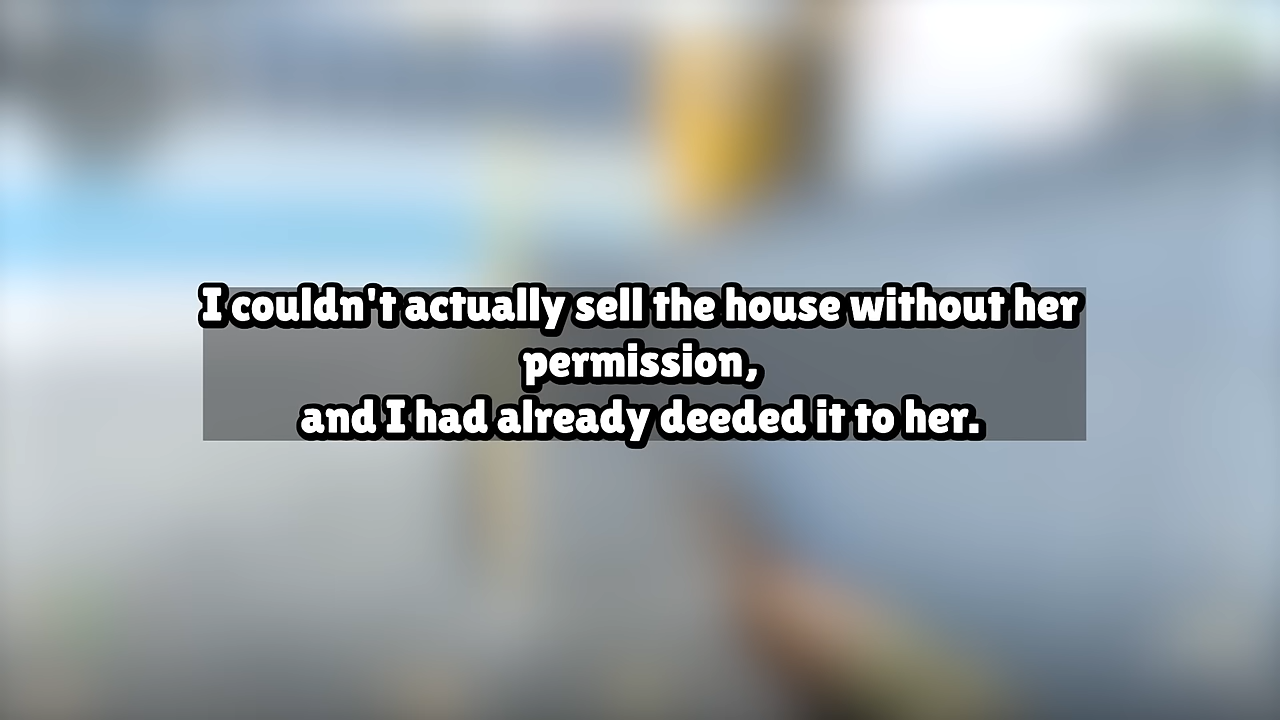 I couldn't actually sell the house without her
permission,
and I had already deeded it to her.